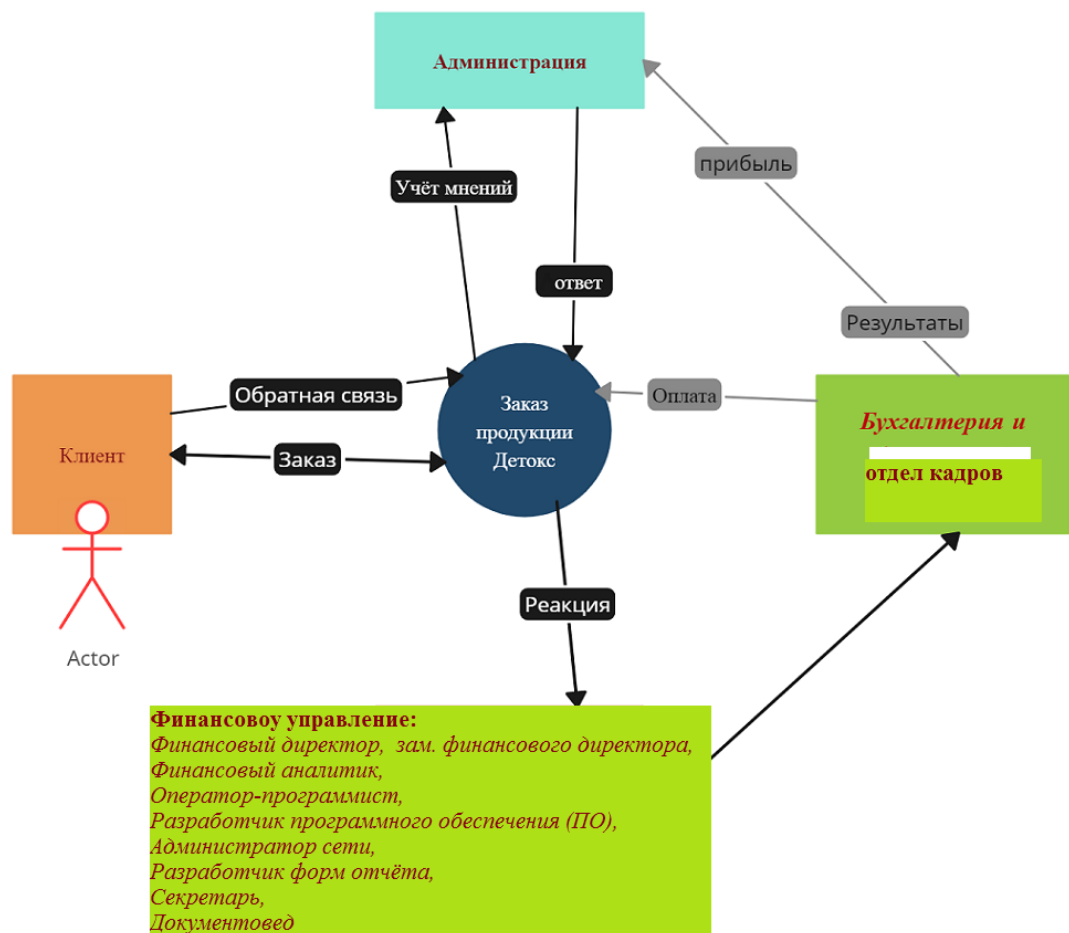 Администрация
прибыль
Учёт мнений
ответ
Результаты
Обратная связь
Оплата
Заказ
продукции
Детокс
Бухгалтерия и
отдел кадров
Клиент
Заказ
Реакция
Actor
Финансовоу управление:
Финансовый директор, зам. финансового директора,
Финансовый аналитик,
Оператор-программист,
Разработчик программного обеспечения (ПО),
Администратор сети,
Разработчик форм отчёта,
Секретарь,
Документовед